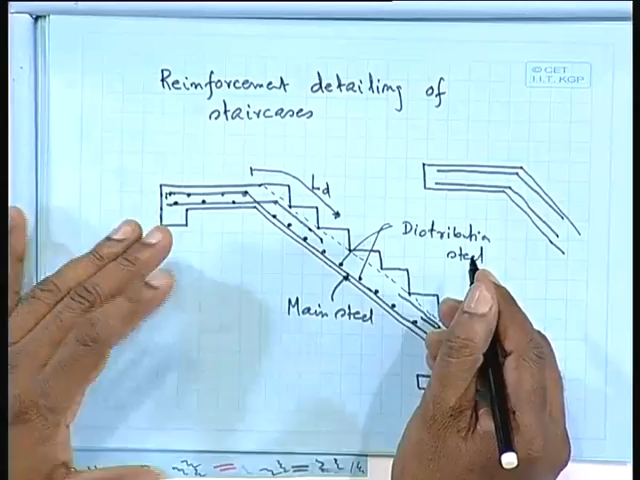 Reinforcement detailing of
staircases
© CET
I.I.T. KGP
Ld
Distribution
steel
Main steel